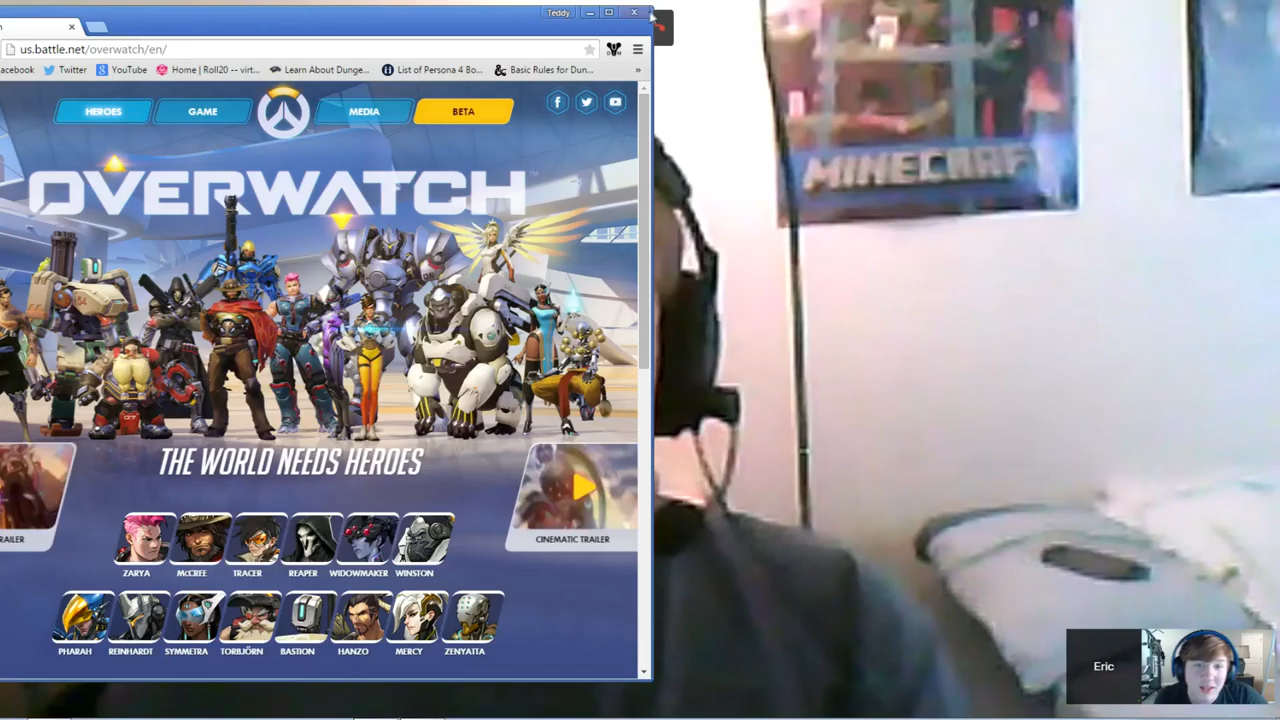 Teddy
us.battle.net/overwatch/en/
acebook Twitter YouTube Home | Roll20 -- virt... Learn About Dunge... List of Persona 4 Bo... Basic Rules for Dun... »
HEROES GAME MEDIA BETA
OVERWATCH
THE WORLD NEEDS HEROES
RAILER CINEMATIC TRAILER
ZARYA McCREE TRACER REAPER WIDOWMAKER WINSTON
PHARAH REINHARDT SYMMETRA TORBJÖRN BASTION HANZO MERCY ZENYATTA
MINECRAFT
Eric